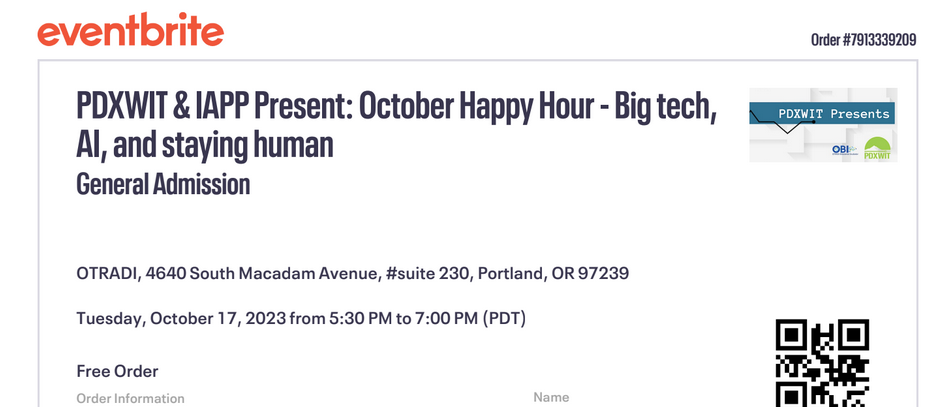 eventbrite
Order #7913339209
PDXWIT & IAPP Present: October Happy Hour - Big tech,
AI, and staying human
General Admission
PDXWIT Presents
OBI
PDXWIT
OTRADI, 4640 South Macadam Avenue, #suite 230, Portland, OR 97239
Tuesday, October 17, 2023 from 5:30 PM to 7:00 PM (PDT)
Free Order
Order Information
Name